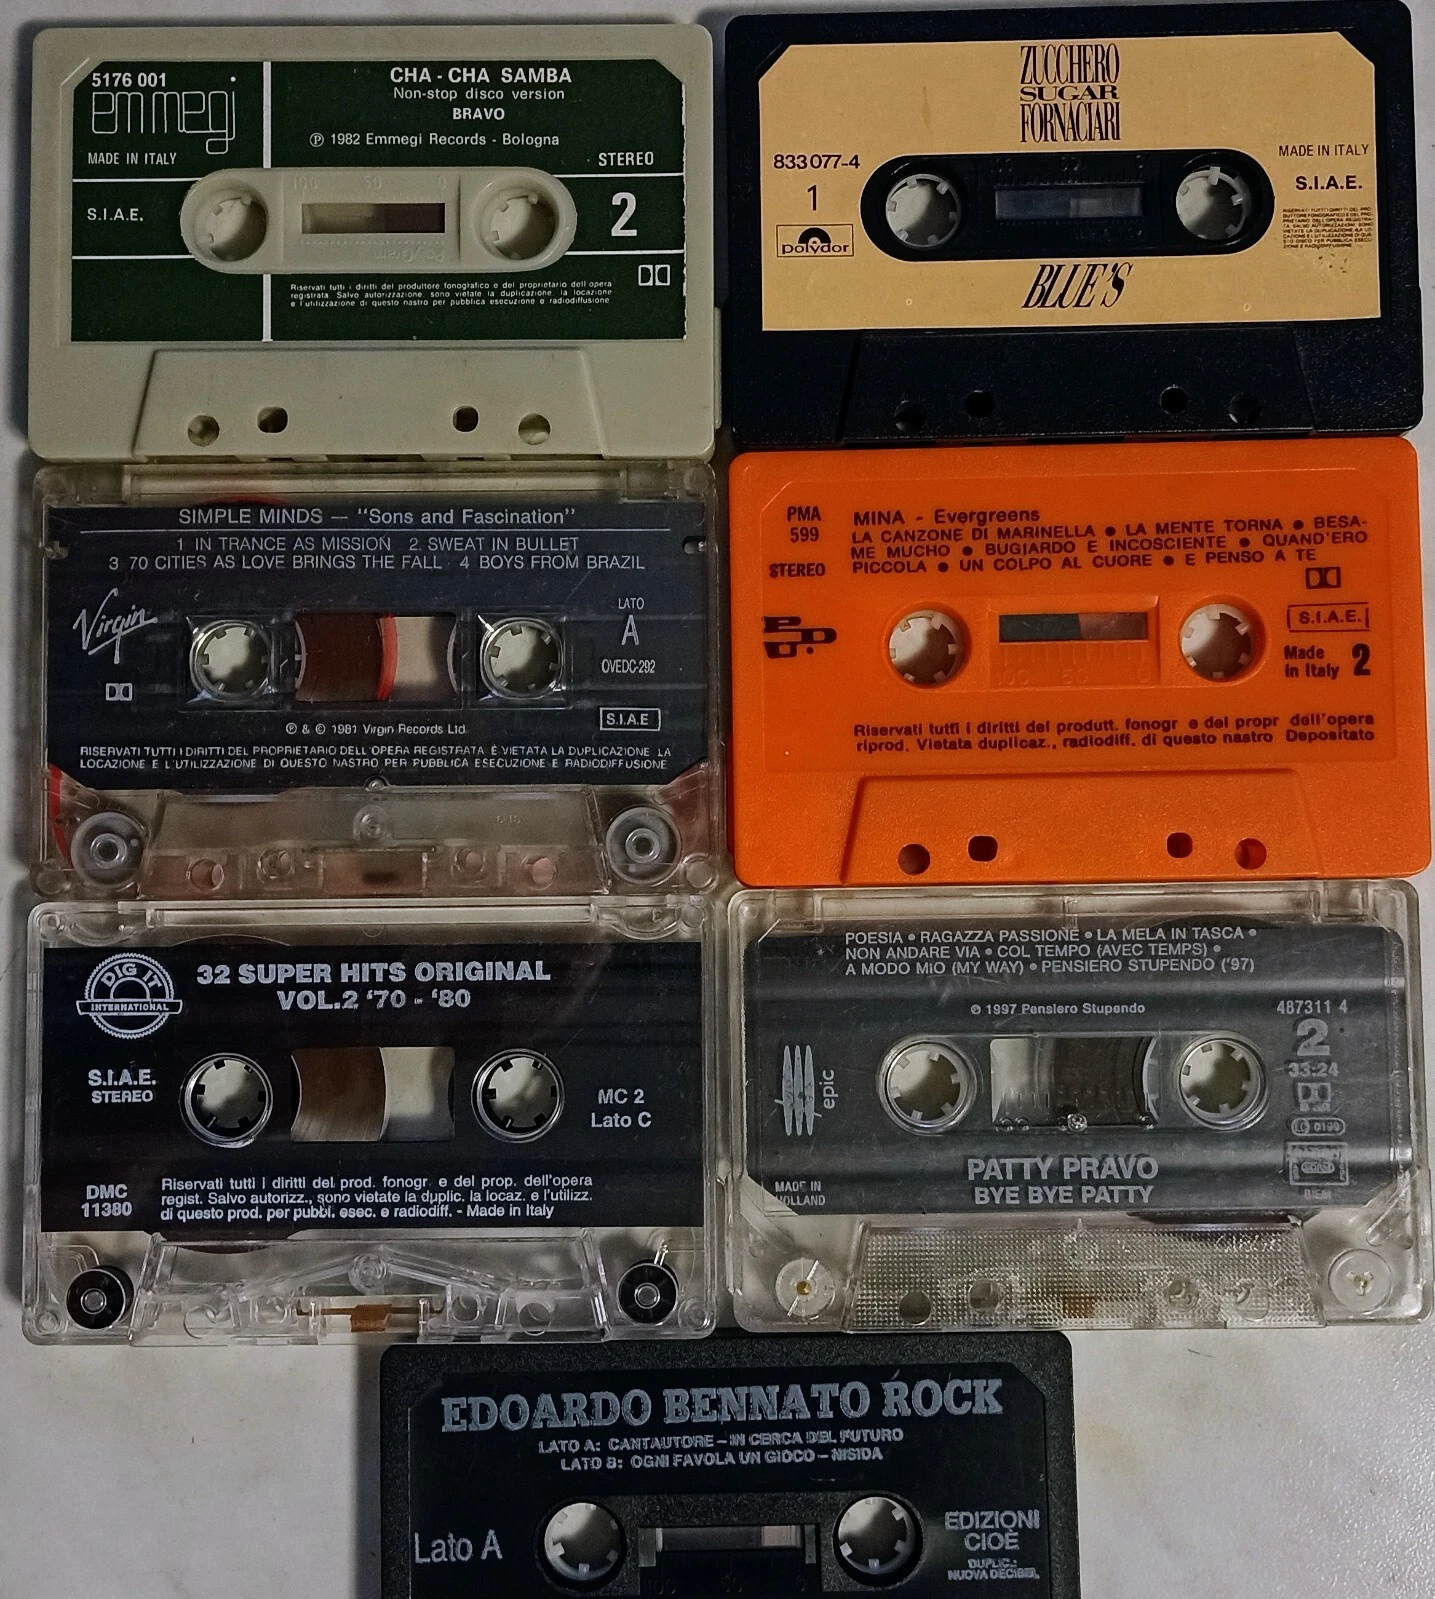 5176 001
emmegi
MADE IN ITALY
S.I.A.E.
CHA - CHA SAMBA
Non-stop disco version
BRAVO
℗ 1982 Emmegi Records - Bologna
STEREO
2
100 50 0
Riservati tutti i diritti del produttore fonografico e del proprietario dell'opera
registrata. Salvo autorizzazione, sono vietate la duplicazione, la locazione
e l'utilizzazione di questo nastro per pubblica esecuzione e radiodiffusione
ZUCCHERO
SUGAR
FORNACIARI
833 077-4
1
polydor
MADE IN ITALY
S.I.A.E.
BLUE'S
SIMPLE MINDS — "Sons and Fascination"
1 IN TRANCE AS MISSION 2. SWEAT IN BULLET
3 70 CITIES AS LOVE BRINGS THE FALL · 4 BOYS FROM BRAZIL
Virgin
LATO
A
OVEDC-292
℗ & © 1981 Virgin Records Ltd
S.I.A.E
RISERVATI TUTTI I DIRITTI DEL PROPRIETARIO DELL'OPERA REGISTRATA È VIETATA LA DUPLICAZIONE LA
LOCAZIONE E L'UTILIZZAZIONE DI QUESTO NASTRO PER PUBBLICA ESECUZIONE E RADIODIFFUSIONE
PMA
599
STEREO
MINA - Evergreens
LA CANZONE DI MARINELLA ● LA MENTE TORNA ● BESA-
ME MUCHO ● BUGIARDO E INCOSCIENTE ● QUAND'ERO
PICCOLA ● UN COLPO AL CUORE ● E PENSO A TE
PDU.
S.I.A.E.
Made
in Italy 2
100 50 0
Riservati tutti i diritti del produtt. fonogr e del propr dell'opera
riprod. Vietata duplicaz., radiodiff. di questo nastro Depositato
DIG IT
INTERNATIONAL
32 SUPER HITS ORIGINAL
VOL.2 '70 - '80
S.I.A.E.
STEREO
MC 2
Lato C
DMC
11380
Riservati tutti i diritti del prod. fonogr. e del prop. dell'opera
regist. Salvo autorizz., sono vietate la duplic. la locaz. e l'utilizz.
di questo prod. per pubbl. esec. e radiodiff. - Made in Italy
POESIA • RAGAZZA PASSIONE • LA MELA IN TASCA •
NON ANDARE VIA • COL TEMPO (AVEC TEMPS) •
A MODO MIO (MY WAY) • PENSIERO STUPENDO ('97)
℗ 1997 Pensiero Stupendo
487311 4
2
33:24
epic
LC 0199
BIEM
PATTY PRAVO
BYE BYE PATTY
MADE IN
HOLLAND
EDOARDO BENNATO ROCK
LATO A: CANTAUTORE – IN CERCA DEL FUTURO
LATO B: OGNI FAVOLA UN GIOCO – NISIDA
Lato A
EDIZIONI
CIOÈ
DUPLIC.:
NUOVA DECIBEL
100 50 0